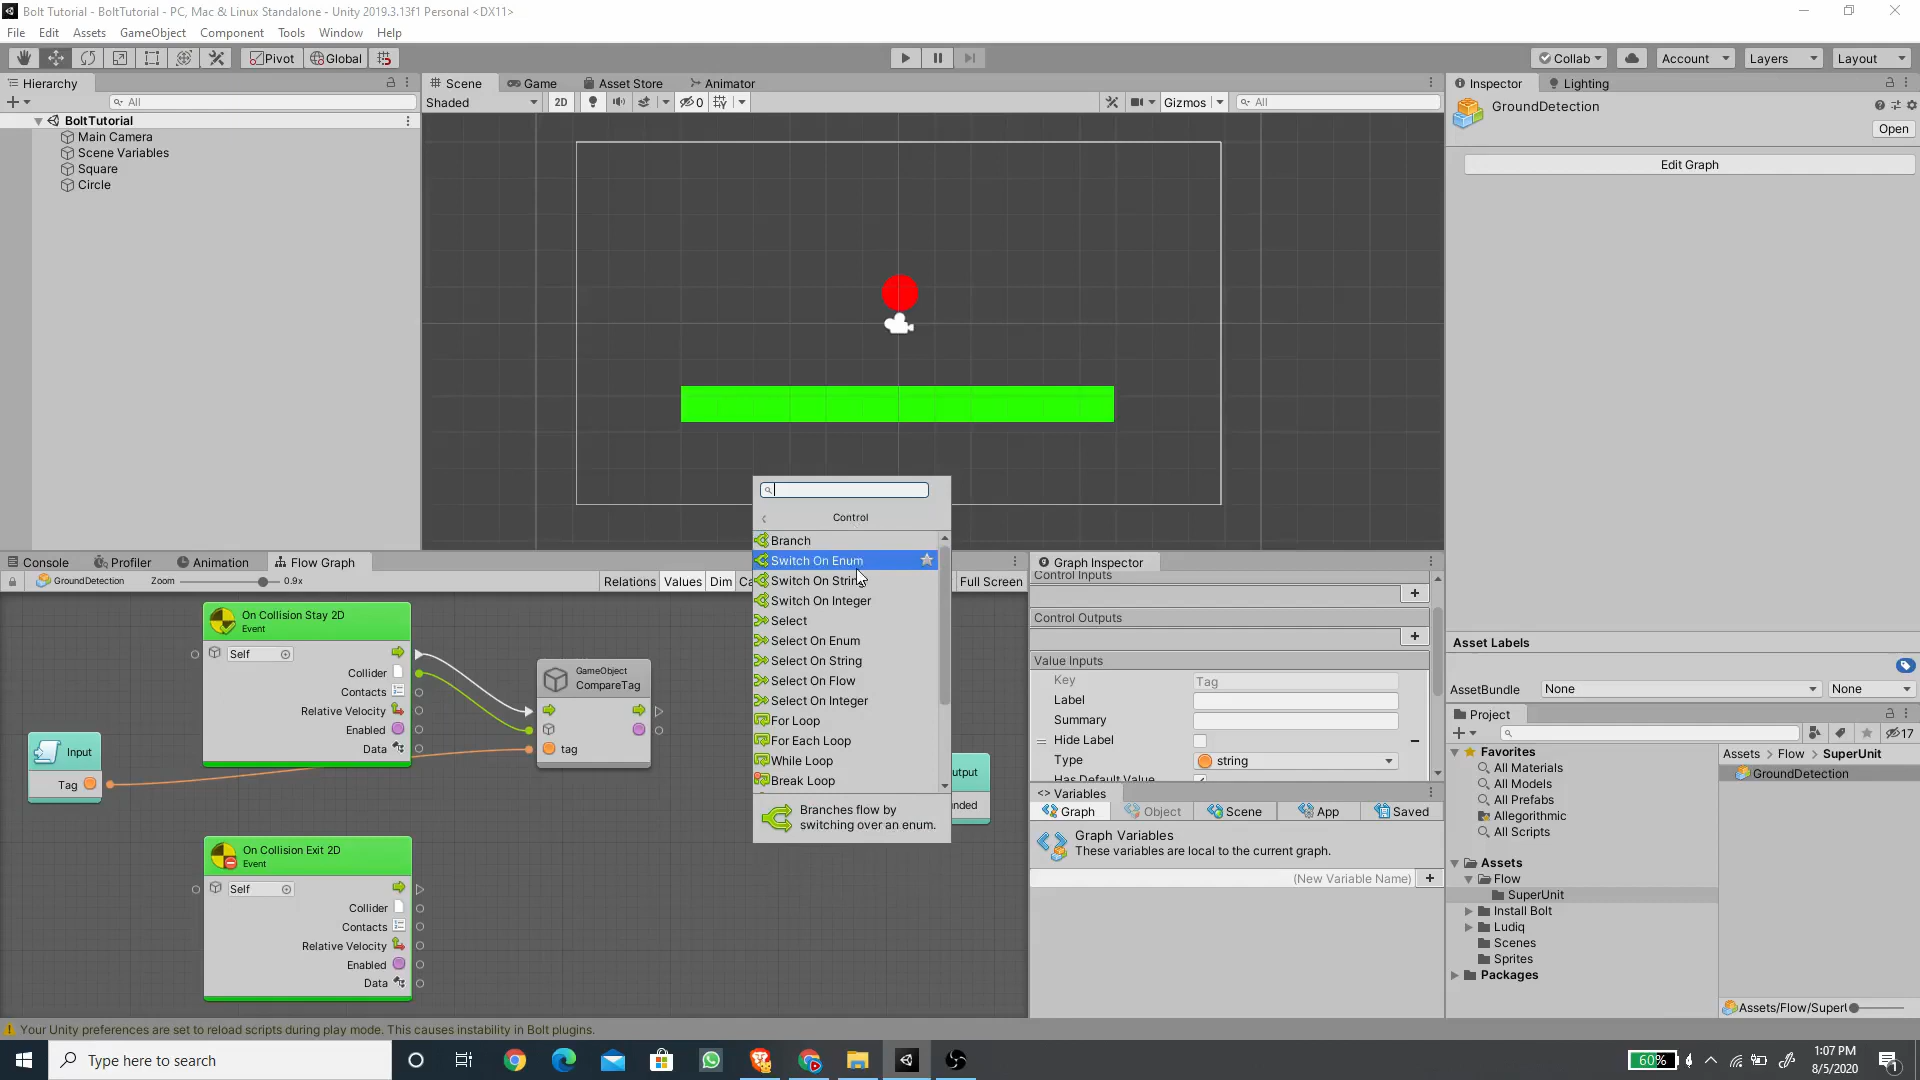 Bolt Tutorial - BoltTutorial - PC, Mac & Linux Standalone - Unity 2019.3.13f1 Personal <DX11>
File Edit Assets GameObject Component Tools Window Help
Pivot Global Collab Account Layers Layout
Hierarchy
All
BoltTutorial
Main Camera
Scene Variables
Square
Circle
Scene Game Asset Store Animator
Shaded 2D 0 Gizmos All
Inspector Lighting
GroundDetection
Open
Edit Graph
Asset Labels
AssetBundle None None
Console Profiler Animation Flow Graph
GroundDetection Zoom 0.9x Relations Values Dim Full Screen
On Collision Stay 2D
Event
Self
Collider
Contacts
Relative Velocity
Enabled
Data
Input
Tag
GameObject
CompareTag
tag
On Collision Exit 2D
Event
Self
Collider
Contacts
Relative Velocity
Enabled
Data
Control
Branch
Switch On Enum
Switch On String
Switch On Integer
Select
Select On Enum
Select On String
Select On Flow
Select On Integer
For Loop
For Each Loop
While Loop
Break Loop
Branches flow by
switching over an enum.
Graph Inspector
Control Inputs
Control Outputs
Value Inputs
Key Tag
Label
Summary
Hide Label
Type string
Has Default Value
Variables
Graph Object Scene App Saved
Graph Variables
These variables are local to the current graph.
(New Variable Name)
Project
17
Favorites
All Materials
All Models
All Prefabs
All Scripts
Assets
Flow
SuperUnit
Install Bolt
Ludiq
Scenes
Sprites
Packages
Assets Flow SuperUnit
GroundDetection
Assets/Flow/Super
Your Unity preferences are set to reload scripts during play mode. This causes instability in Bolt plugins.
Type here to search
60%
1:07 PM
8/5/2020
1